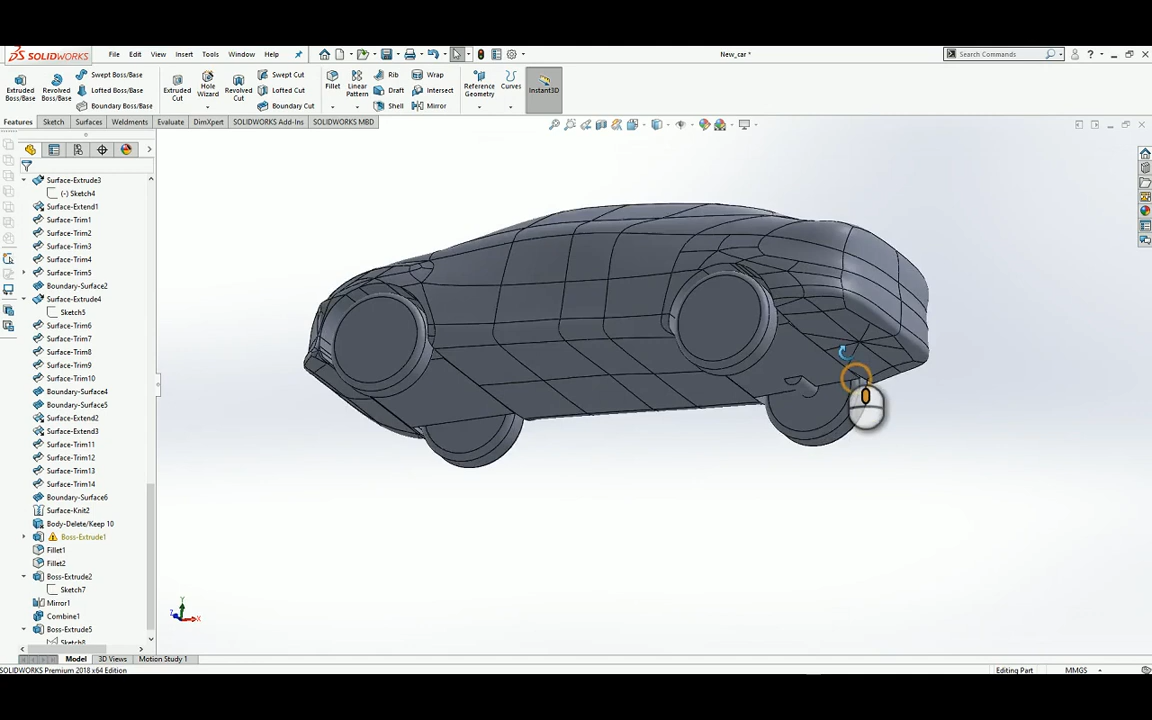 SOLIDWORKS File Edit View Insert Tools Window Help New_car * Search Commands
Extruded Boss/Base
Revolved Boss/Base
Swept Boss/Base
Lofted Boss/Base
Boundary Boss/Base
Extruded Cut
Hole Wizard
Revolved Cut
Swept Cut
Lofted Cut
Boundary Cut
Fillet
Linear Pattern
Rib
Draft
Shell
Wrap
Intersect
Mirror
Reference Geometry
Curves
Instant3D
Features Sketch Surfaces Weldments Evaluate DimXpert SOLIDWORKS Add-Ins SOLIDWORKS MBD
Surface-Extrude3
(-) Sketch4
Surface-Extend1
Surface-Trim1
Surface-Trim2
Surface-Trim3
Surface-Trim4
Surface-Trim5
Boundary-Surface2
Surface-Extrude4
Sketch5
Surface-Trim6
Surface-Trim7
Surface-Trim8
Surface-Trim9
Surface-Trim10
Boundary-Surface4
Boundary-Surface5
Surface-Extend2
Surface-Extend3
Surface-Trim11
Surface-Trim12
Surface-Trim13
Surface-Trim14
Boundary-Surface6
Surface-Knit2
Body-Delete/Keep 10
Boss-Extrude1
Fillet1
Fillet2
Boss-Extrude2
Sketch7
Mirror1
Combine1
Boss-Extrude5
Sketch8
Y
Z X
Model 3D Views Motion Study 1
SOLIDWORKS Premium 2018 x64 Edition Editing Part MMGS